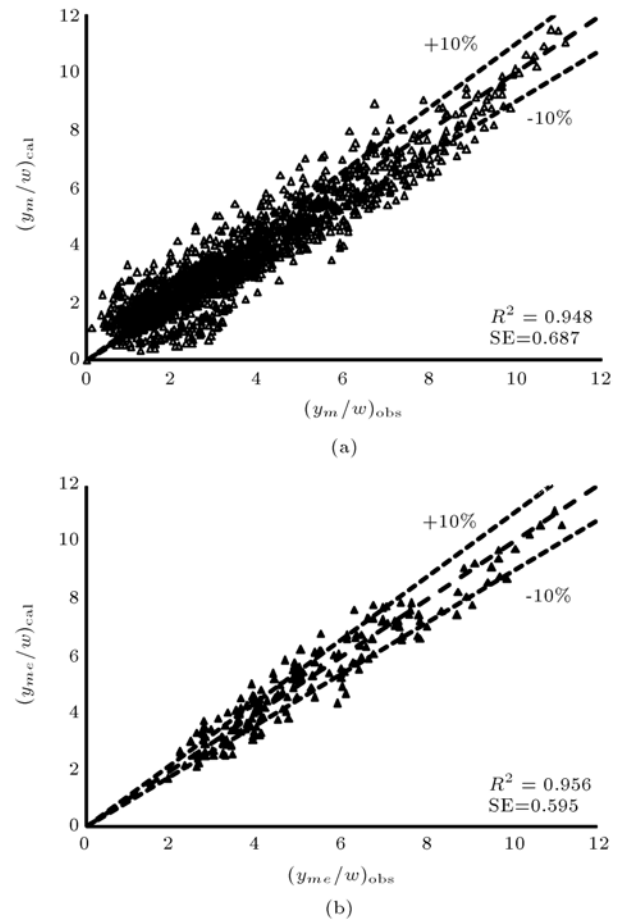 12
+10%
10
-10%
8
(y_m/w)_cal
6
4
2
R² = 0.948
SE=0.687
0
0 2 4 6 8 10 12
(y_m/w)_obs
(a)
12
+10%
10
-10%
8
(y_me/w)_cal
6
4
2
R² = 0.956
SE=0.595
0
0 2 4 6 8 10 12
(y_me/w)_obs
(b)